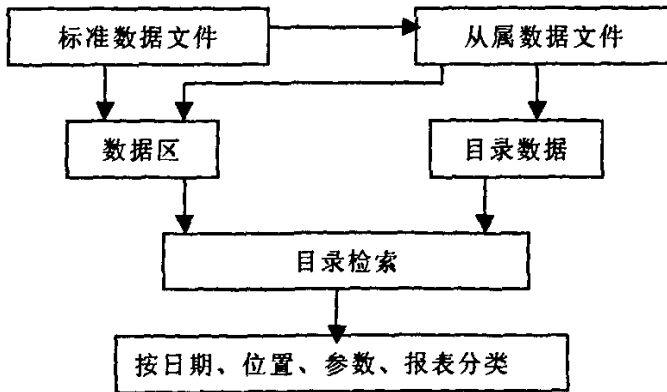 标准数据文件
从属数据文件
数据区
目录数据
目录检索
按日期、位置、参数、报表分类